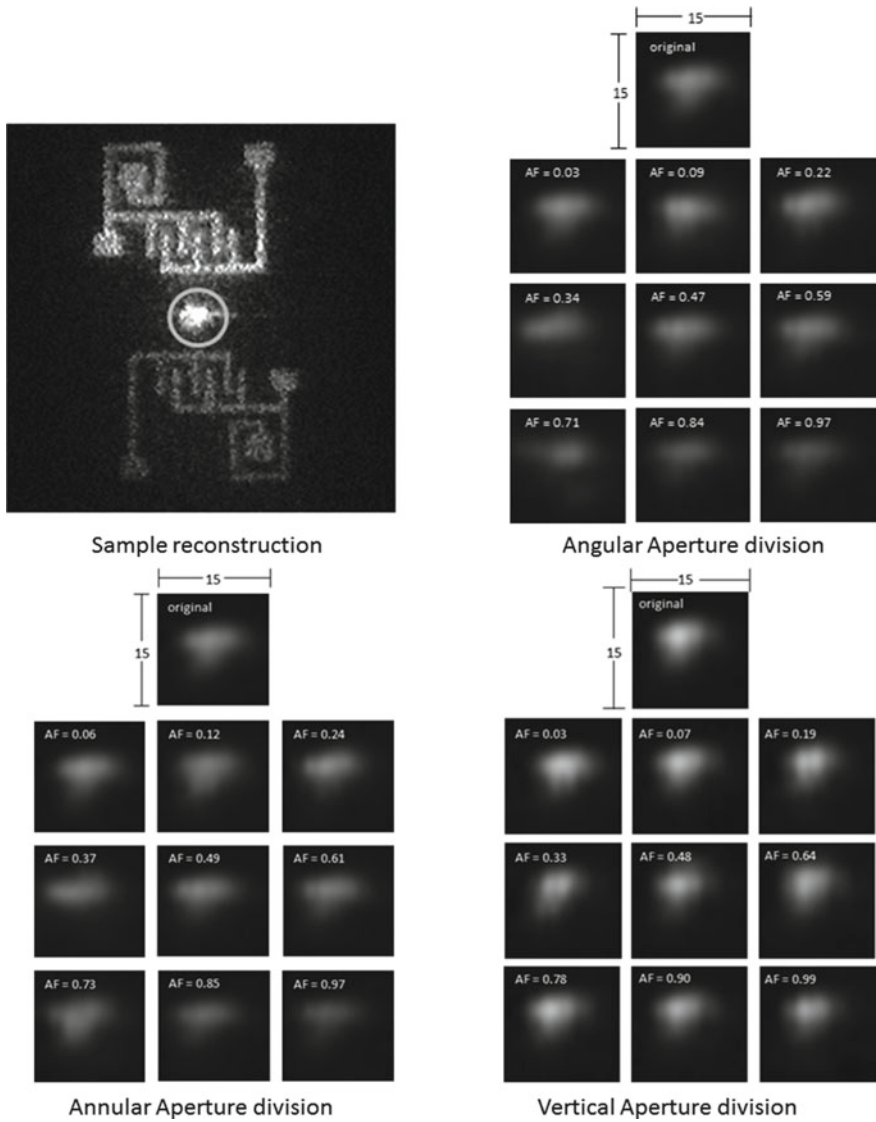 15
original
15
AF = 0.03 AF = 0.09 AF = 0.22
AF = 0.34 AF = 0.47 AF = 0.59
AF = 0.71 AF = 0.84 AF = 0.97
Sample reconstruction
Angular Aperture division
15
original
15
AF = 0.06 AF = 0.12 AF = 0.24
AF = 0.37 AF = 0.49 AF = 0.61
AF = 0.73 AF = 0.85 AF = 0.97
Annular Aperture division
15
original
15
AF = 0.03 AF = 0.07 AF = 0.19
AF = 0.33 AF = 0.48 AF = 0.64
AF = 0.78 AF = 0.90 AF = 0.99
Vertical Aperture division